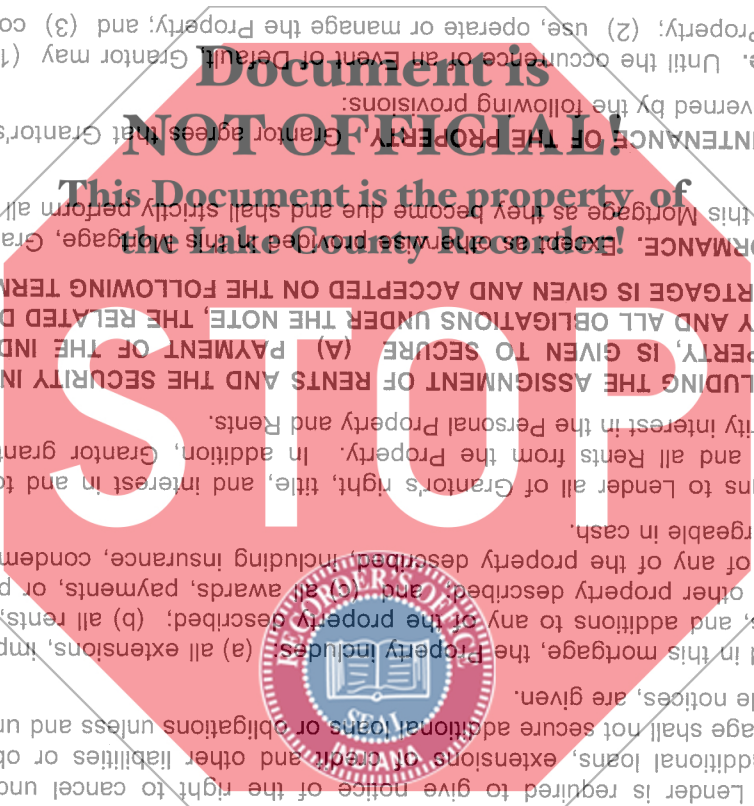 Document is
NOT OFFICIAL!
This Document is the property of
the Lake County Recorder!
STOP
RECORDER'S OFFICE
SEAL
INDIANA
Lender is required to give notice of the right to cancel und
dditional loans, extensions of credit and other liabilities or ob
age shall not secure additional loans or obligations unless and un
le notices, are given.
d in this mortgage, the Property includes: (a) all extensions, imp
s, and additions to any of the property described; (b) all rents,
other property described; and (c) all awards, payments, or p
of any of the property described, including insurance, condem
rgeable in cash.
ns to Lender all of Grantor's right, title, and interest in and to
and all Rents from the Property. In addition, Grantor grant
ity interest in the Personal Property and Rents.
LUDING THE ASSIGNMENT OF RENTS AND THE SECURITY IN
PERTY, IS GIVEN TO SECURE (A) PAYMENT OF THE IND
Y AND ALL OBLIGATIONS UNDER THE NOTE, THE RELATED D
RTGAGE IS GIVEN AND ACCEPTED ON THE FOLLOWING TERM
ORMANCE. Except as otherwise provided in this Mortgage, Gra
this Mortgage as they become due and shall strictly perform all
INTENANCE OF THE PROPERTY. Grantor agrees that Grantor's
verned by the following provisions:
e. Until the occurrence of an Event of Default, Grantor may (1)
Property; (2) use, operate or manage the Property; and (3) co